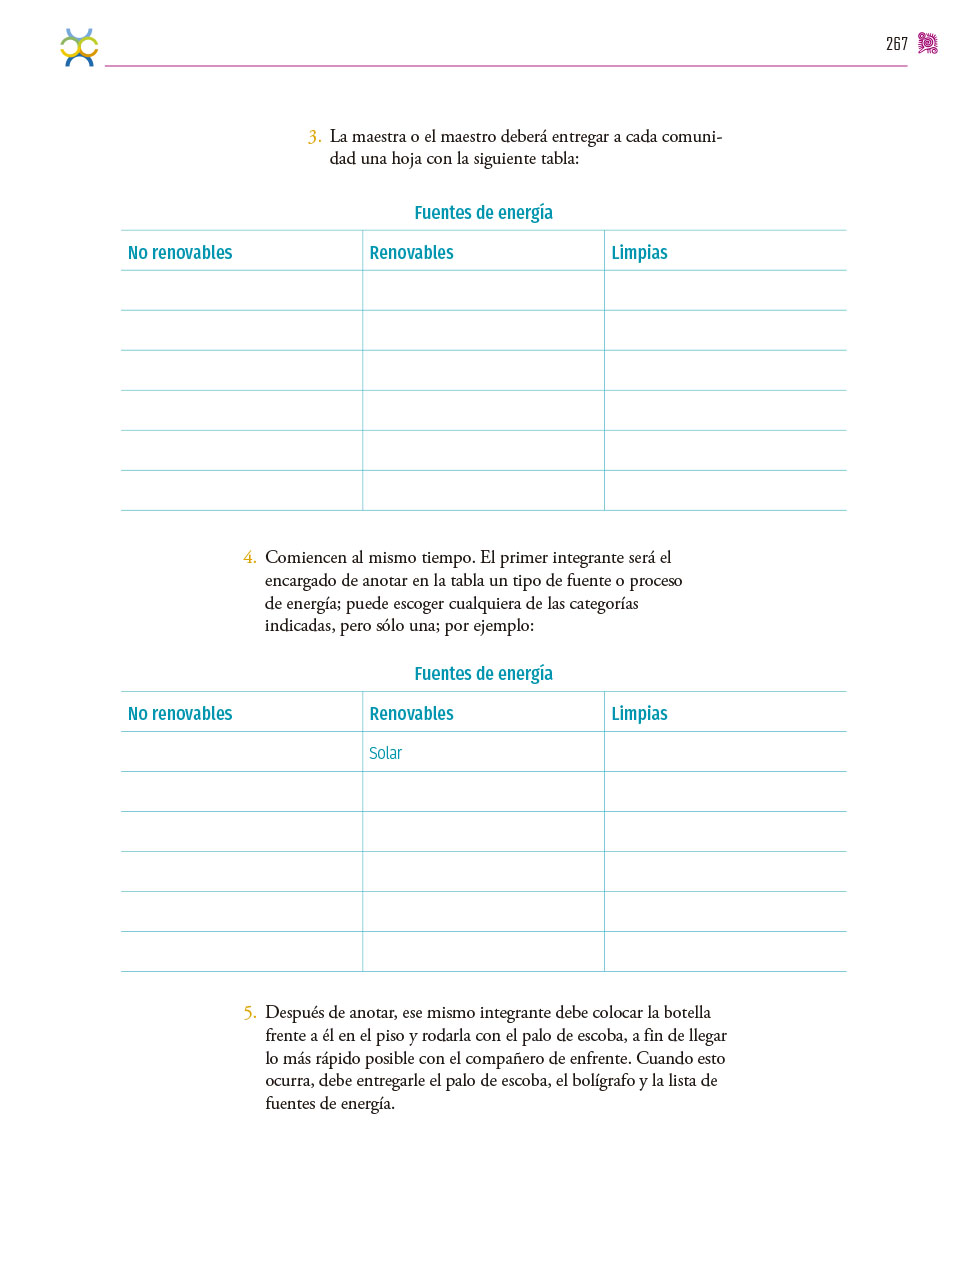 267
3. La maestra o el maestro deberá entregar a cada comuni-
dad una hoja con la siguiente tabla:
Fuentes de energía
No renovables Renovables Limpias
4. Comiencen al mismo tiempo. El primer integrante será el
encargado de anotar en la tabla un tipo de fuente o proceso
de energía; puede escoger cualquiera de las categorías
indicadas, pero sólo una; por ejemplo:
Fuentes de energía
No renovables Renovables Limpias
Solar
5. Después de anotar, ese mismo integrante debe colocar la botella
frente a él en el piso y rodarla con el palo de escoba, a fin de llegar
lo más rápido posible con el compañero de enfrente. Cuando esto
ocurra, debe entregarle el palo de escoba, el bolígrafo y la lista de
fuentes de energía.